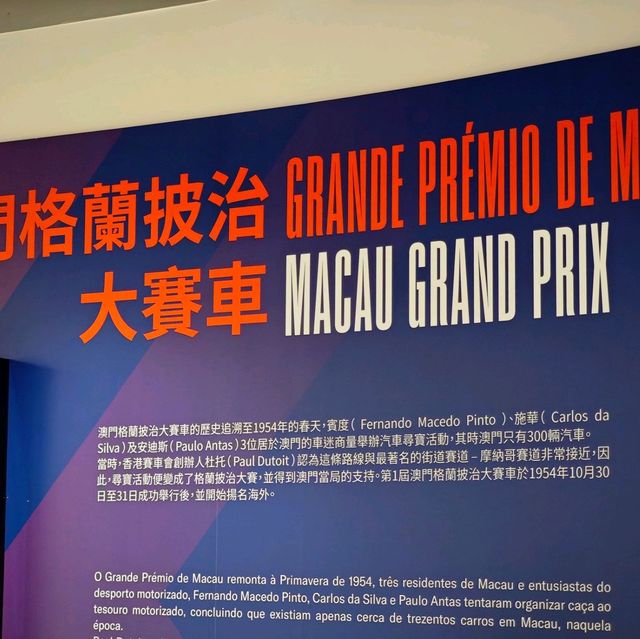 門格蘭披治 GRANDE PRÉMIO DE M
大賽車 MACAU GRAND PRIX
澳門格蘭披治大賽車的歷史追溯至1954年的春天，賓度（Fernando Macedo Pinto）、施華（Carlos da
Silva）及安迪斯（Paulo Antas）3位居於澳門的車迷商量舉辦汽車尋寶活動，其時澳門只有300輛汽車。
當時，香港賽車會創辦人杜托（Paul Dutoit）認為這條路線與最著名的街道賽道 – 摩納哥賽道非常接近，因
此，尋寶活動便變成了格蘭披治大賽，並得到澳門當局的支持。第1屆澳門格蘭披治大賽車於1954年10月30
日至31日成功舉行後，並開始揚名海外。
O Grande Prémio de Macau remonta à Primavera de 1954, três residentes de Macau e entusiastas do
desporto motorizado, Fernando Macedo Pinto, Carlos da Silva e Paulo Antas tentaram organizar caça ao
tesouro motorizado, concluindo que existiam apenas cerca de trezentos carros em Macau, naquela
época.